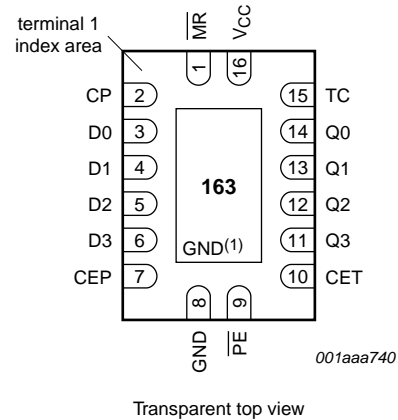 terminal 1
index area
MR
VCC
1
16
CP 2 15 TC
D0 3 14 Q0
D1 4 13 Q1
D2 5 12 Q2
D3 6 11 Q3
CEP 7 10 CET
163
GND(1)
8
9
GND
PE
001aaa740
Transparent top view